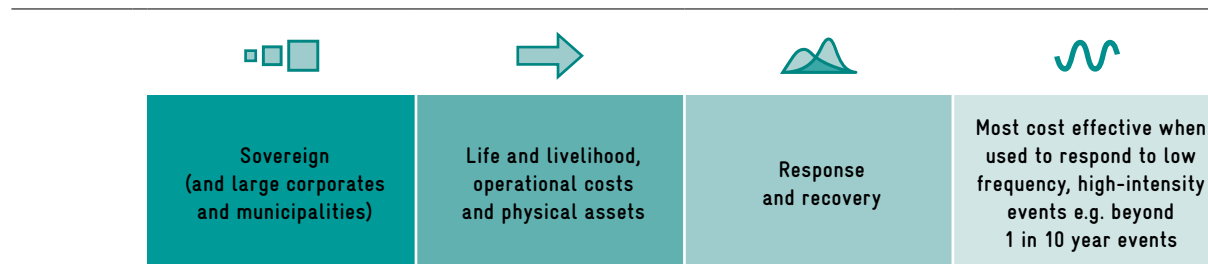 Sovereign
(and large corporates
and municipalities)
Life and livelihood,
operational costs
and physical assets
Response
and recovery
Most cost effective when
used to respond to low
frequency, high-intensity
events e.g. beyond
1 in 10 year events